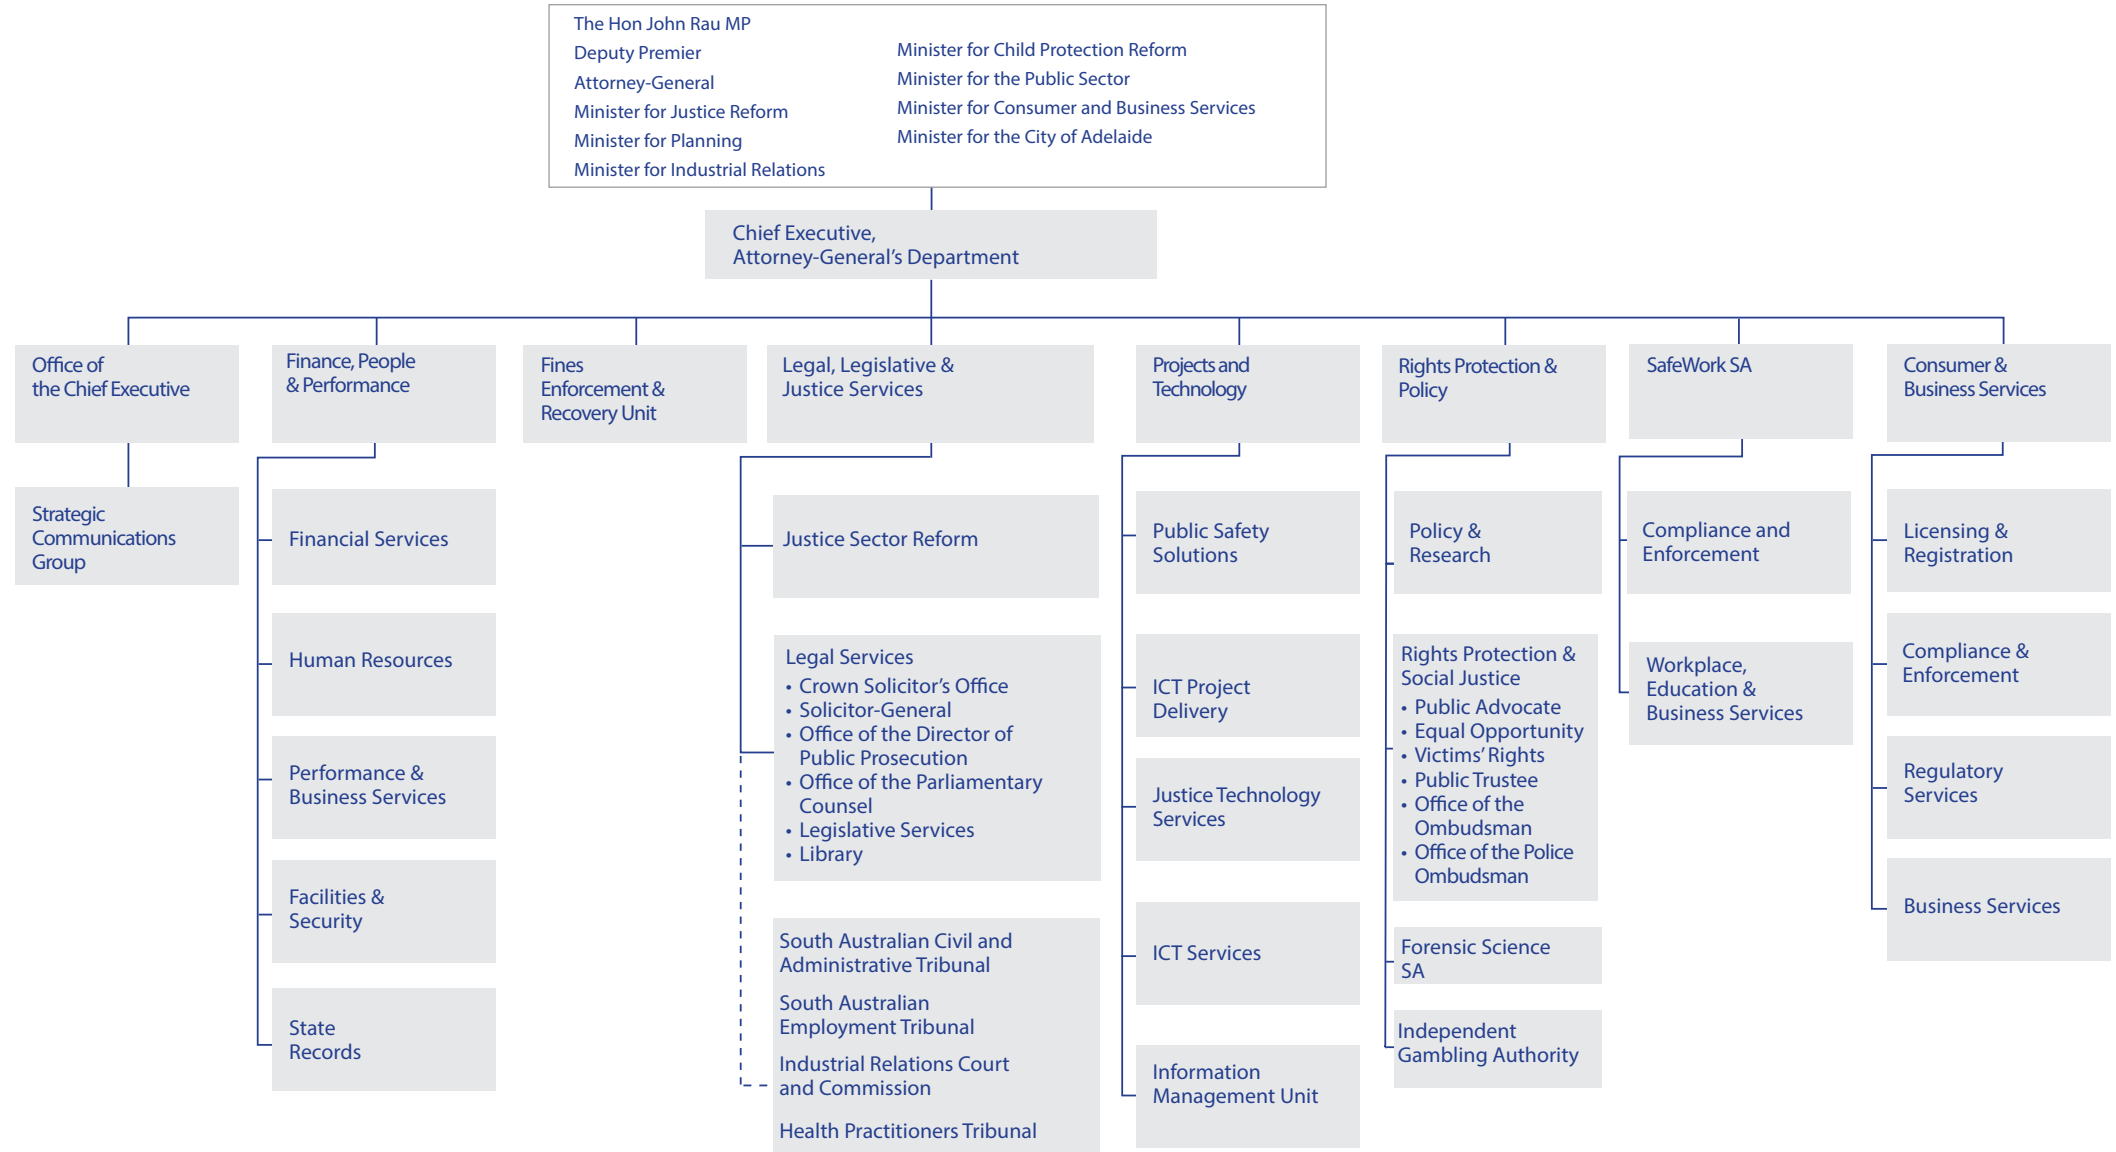 The Hon John Rau MP
Deputy Premier
Attorney-General
Minister for Justice Reform
Minister for Planning
Minister for Industrial Relations
Minister for Child Protection Reform
Minister for the Public Sector
Minister for Consumer and Business Services
Minister for the City of Adelaide
Chief Executive,
Attorney-General’s Department
Office of
the Chief Executive
Strategic
Communications
Group
Finance, People
& Performance
Financial Services
Human Resources
Performance &
Business Services
Facilities &
Security
State
Records
Fines
Enforcement &
Recovery Unit
Legal, Legislative &
Justice Services
Justice Sector Reform
Legal Services
• Crown Solicitor’s Office
• Solicitor-General
• Office of the Director of
Public Prosecution
• Office of the Parliamentary
Counsel
• Legislative Services
• Library
South Australian Civil and
Administrative Tribunal
South Australian
Employment Tribunal
Industrial Relations Court
and Commission
Health Practitioners Tribunal
Projects and
Technology
Public Safety
Solutions
ICT Project
Delivery
Justice Technology
Services
ICT Services
Information
Management Unit
Rights Protection &
Policy
Policy &
Research
Rights Protection &
Social Justice
• Public Advocate
• Equal Opportunity
• Victims’ Rights
• Public Trustee
• Office of the
Ombudsman
• Office of the Police
Ombudsman
Forensic Science
SA
Independent
Gambling Authority
SafeWork SA
Compliance and
Enforcement
Workplace,
Education &
Business Services
Consumer &
Business Services
Licensing &
Registration
Compliance &
Enforcement
Regulatory
Services
Business Services